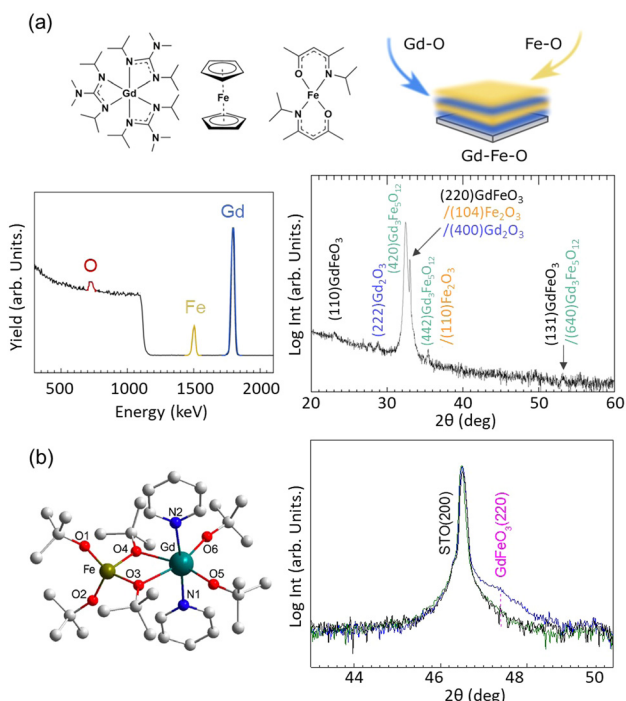 (a)
N
N
N
N
N
N
N
N
N
Gd
Fe
O
N
Fe
N
O
Gd-O
Fe-O
Gd-Fe-O
Yield (arb. Units.)
O
Fe
Gd
500
1000
1500
2000
Energy (keV)
Log Int (arb. Units.)
(110)GdFeO3
(222)Gd2O3
(420)Gd3Fe5O12
(220)GdFeO3
/(104)Fe2O3
/(400)Gd2O3
(442)Gd3Fe5O12
/(110)Fe2O3
(131)GdFeO3
/(640)Gd3Fe5O12
20
30
40
50
60
2θ (deg)
(b)
N2
O1
O4
Gd
O6
Fe
O3
O5
O2
N1
Log Int (arb. Units.)
STO(200)
GdFeO3(220)
44
46
48
50
2θ (deg)